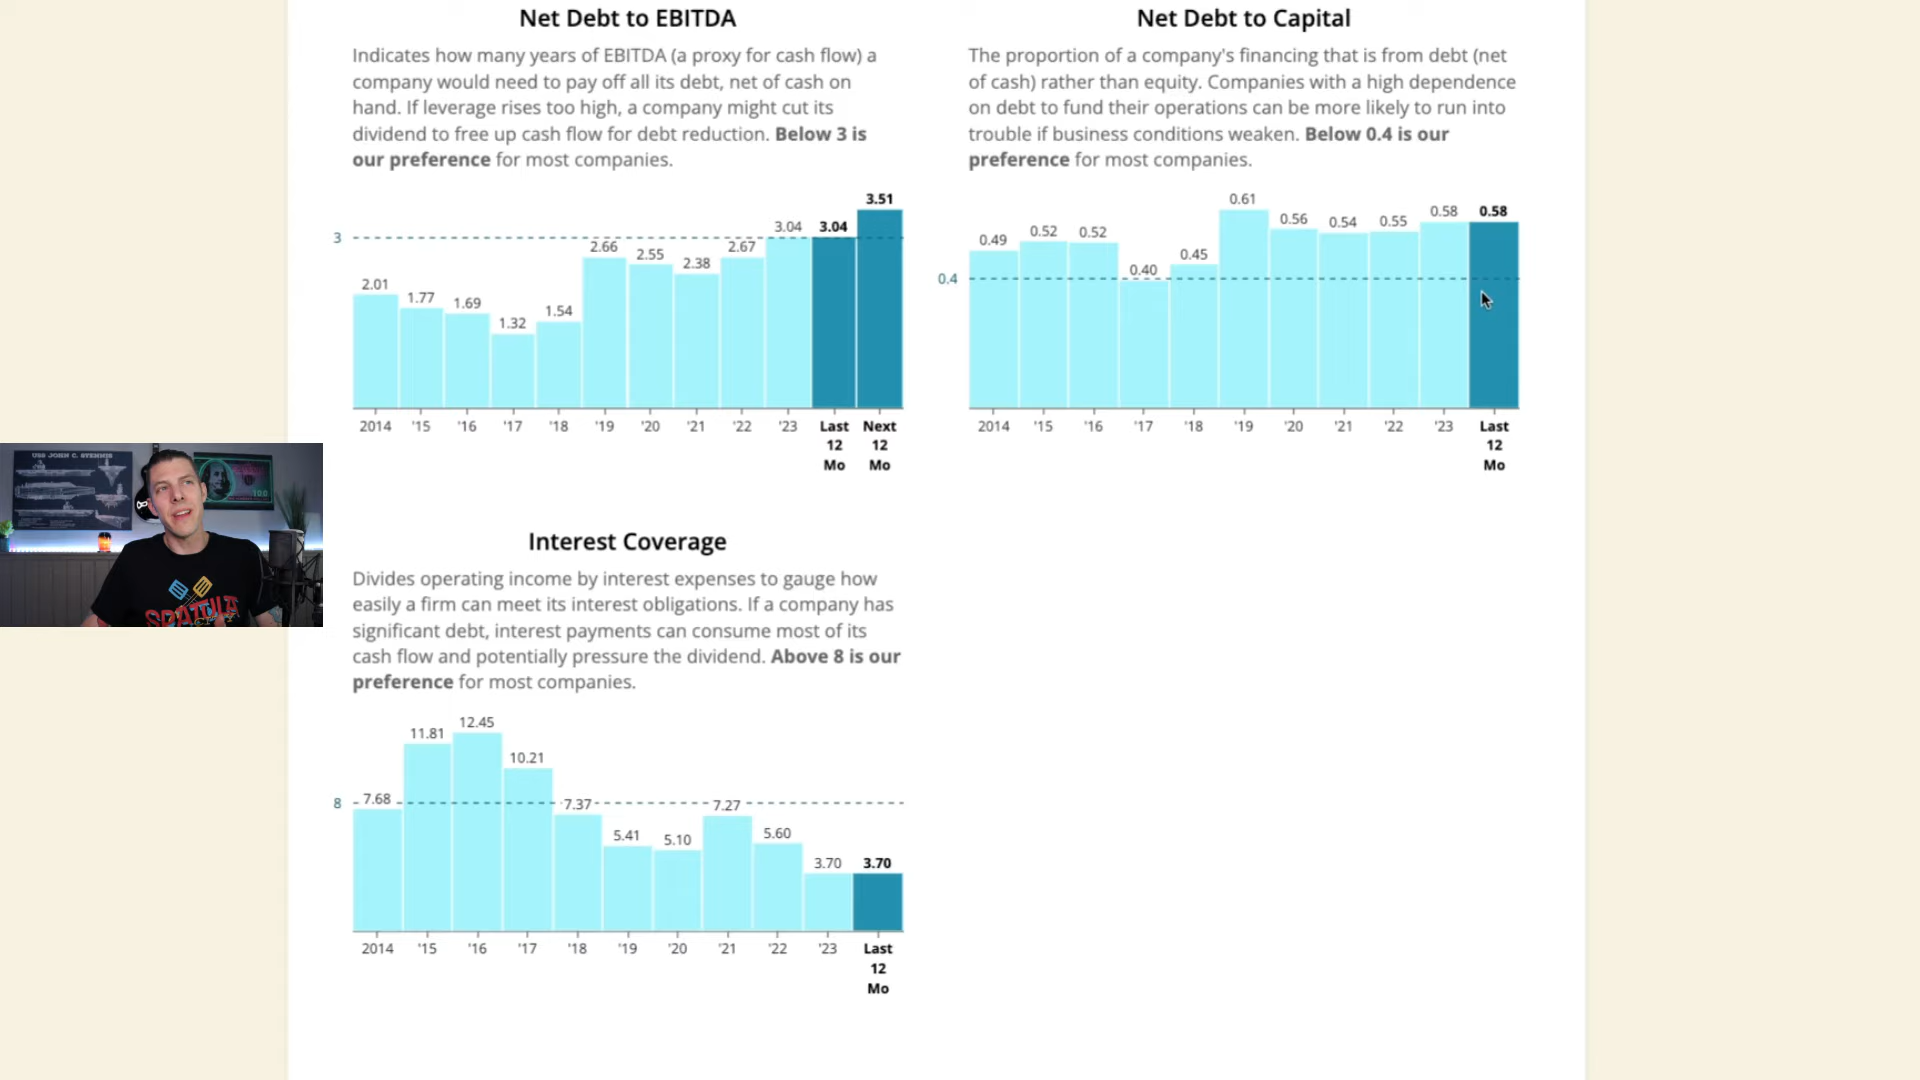 Net Debt to EBITDA
Indicates how many years of EBITDA (a proxy for cash flow) a
company would need to pay off all its debt, net of cash on
hand. If leverage rises too high, a company might cut its
dividend to free up cash flow for debt reduction. Below 3 is
our preference for most companies.
3.51
3.04 3.04
3
2.66 2.55 2.38 2.67
2.01 1.77 1.69 1.32 1.54
2014 '15 '16 '17 '18 '19 '20 '21 '22 '23 Last Next
12 12
Mo Mo
Net Debt to Capital
The proportion of a company's financing that is from debt (net
of cash) rather than equity. Companies with a high dependence
on debt to fund their operations can be more likely to run into
trouble if business conditions weaken. Below 0.4 is our
preference for most companies.
0.49 0.52 0.52 0.40 0.45 0.61 0.56 0.54 0.55 0.58 0.58
0.4
2014 '15 '16 '17 '18 '19 '20 '21 '22 '23 Last
12
Mo
USS JOHN C. STENNIS
Interest Coverage
Divides operating income by interest expenses to gauge how
easily a firm can meet its interest obligations. If a company has
significant debt, interest payments can consume most of its
cash flow and potentially pressure the dividend. Above 8 is our
preference for most companies.
7.68 11.81 12.45 10.21 7.37 5.41 5.10 7.27 5.60 3.70 3.70
8
2014 '15 '16 '17 '18 '19 '20 '21 '22 '23 Last
12
Mo